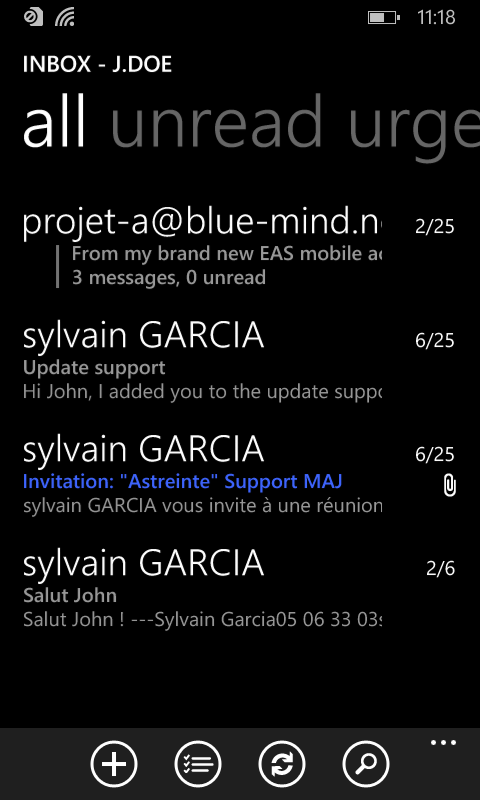 11:18
INBOX - J.DOE
all unread urge
projet-a@blue-mind.n 2/25
From my brand new EAS mobile a
3 messages, 0 unread
sylvain GARCIA 6/25
Update support
Hi John, I added you to the update suppo
sylvain GARCIA 6/25
Invitation: "Astreinte" Support MAJ
sylvain GARCIA vous invite à une réunion
sylvain GARCIA 2/6
Salut John
Salut John ! ---Sylvain Garcia05 06 33 03